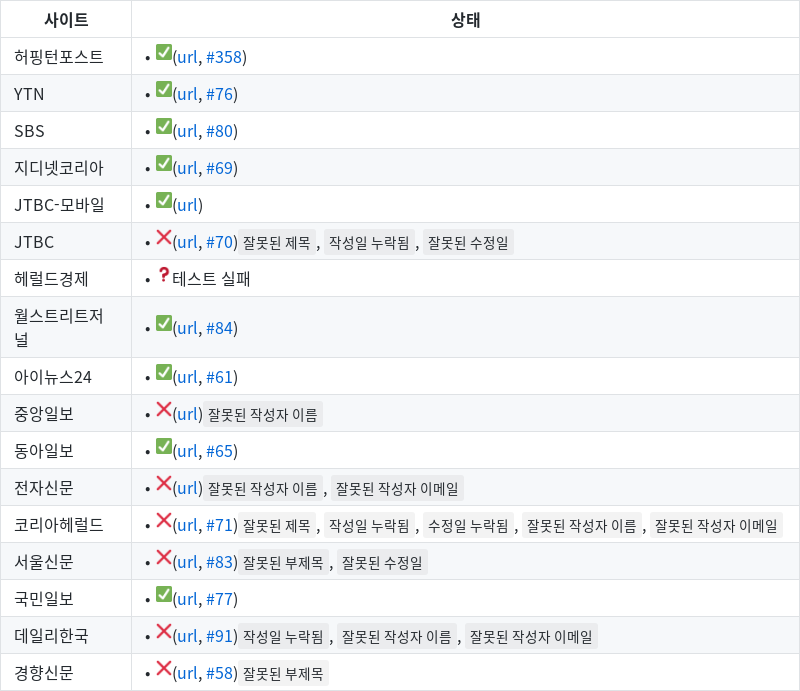 사이트 상태
허핑턴포스트 • ✅(url, #358)
YTN • ✅(url, #76)
SBS • ✅(url, #80)
지디넷코리아 • ✅(url, #69)
JTBC-모바일 • ✅(url)
JTBC • ❌(url, #70) 잘못된 제목 , 작성일 누락됨 , 잘못된 수정일
헤럴드경제 • ❓테스트 실패
월스트리트저
널 • ✅(url, #84)
아이뉴스24 • ✅(url, #61)
중앙일보 • ❌(url) 잘못된 작성자 이름
동아일보 • ✅(url, #65)
전자신문 • ❌(url) 잘못된 작성자 이름 , 잘못된 작성자 이메일
코리아헤럴드 • ❌(url, #71) 잘못된 제목 , 작성일 누락됨 , 수정일 누락됨 , 잘못된 작성자 이름 , 잘못된 작성자 이메일
서울신문 • ❌(url, #83) 잘못된 부제목 , 잘못된 수정일
국민일보 • ✅(url, #77)
데일리한국 • ❌(url, #91) 작성일 누락됨 , 잘못된 작성자 이름 , 잘못된 작성자 이메일
경향신문 • ❌(url, #58) 잘못된 부제목